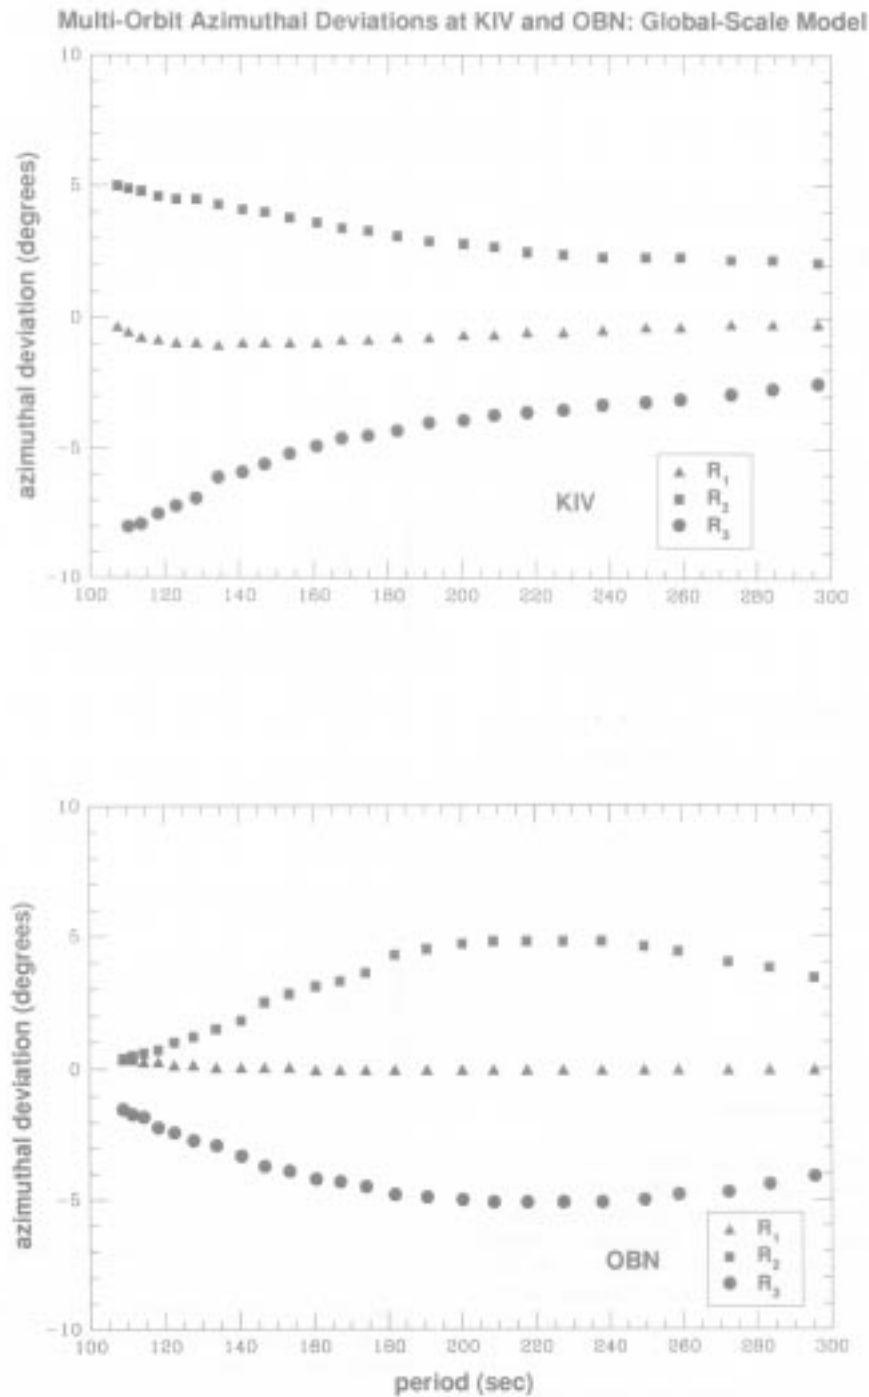 Multi-Orbit Azimuthal Deviations at KIV and OBN: Global-Scale Model
10
5
0
-5
-10
azimuthal deviation (degrees)
KIV
R1
R2
R3
100 120 140 160 180 200 220 240 260 280 300
10
5
0
-5
-10
azimuthal deviation (degrees)
OBN
R1
R2
R3
100 120 140 160 180 200 220 240 260 280 300
period (sec)